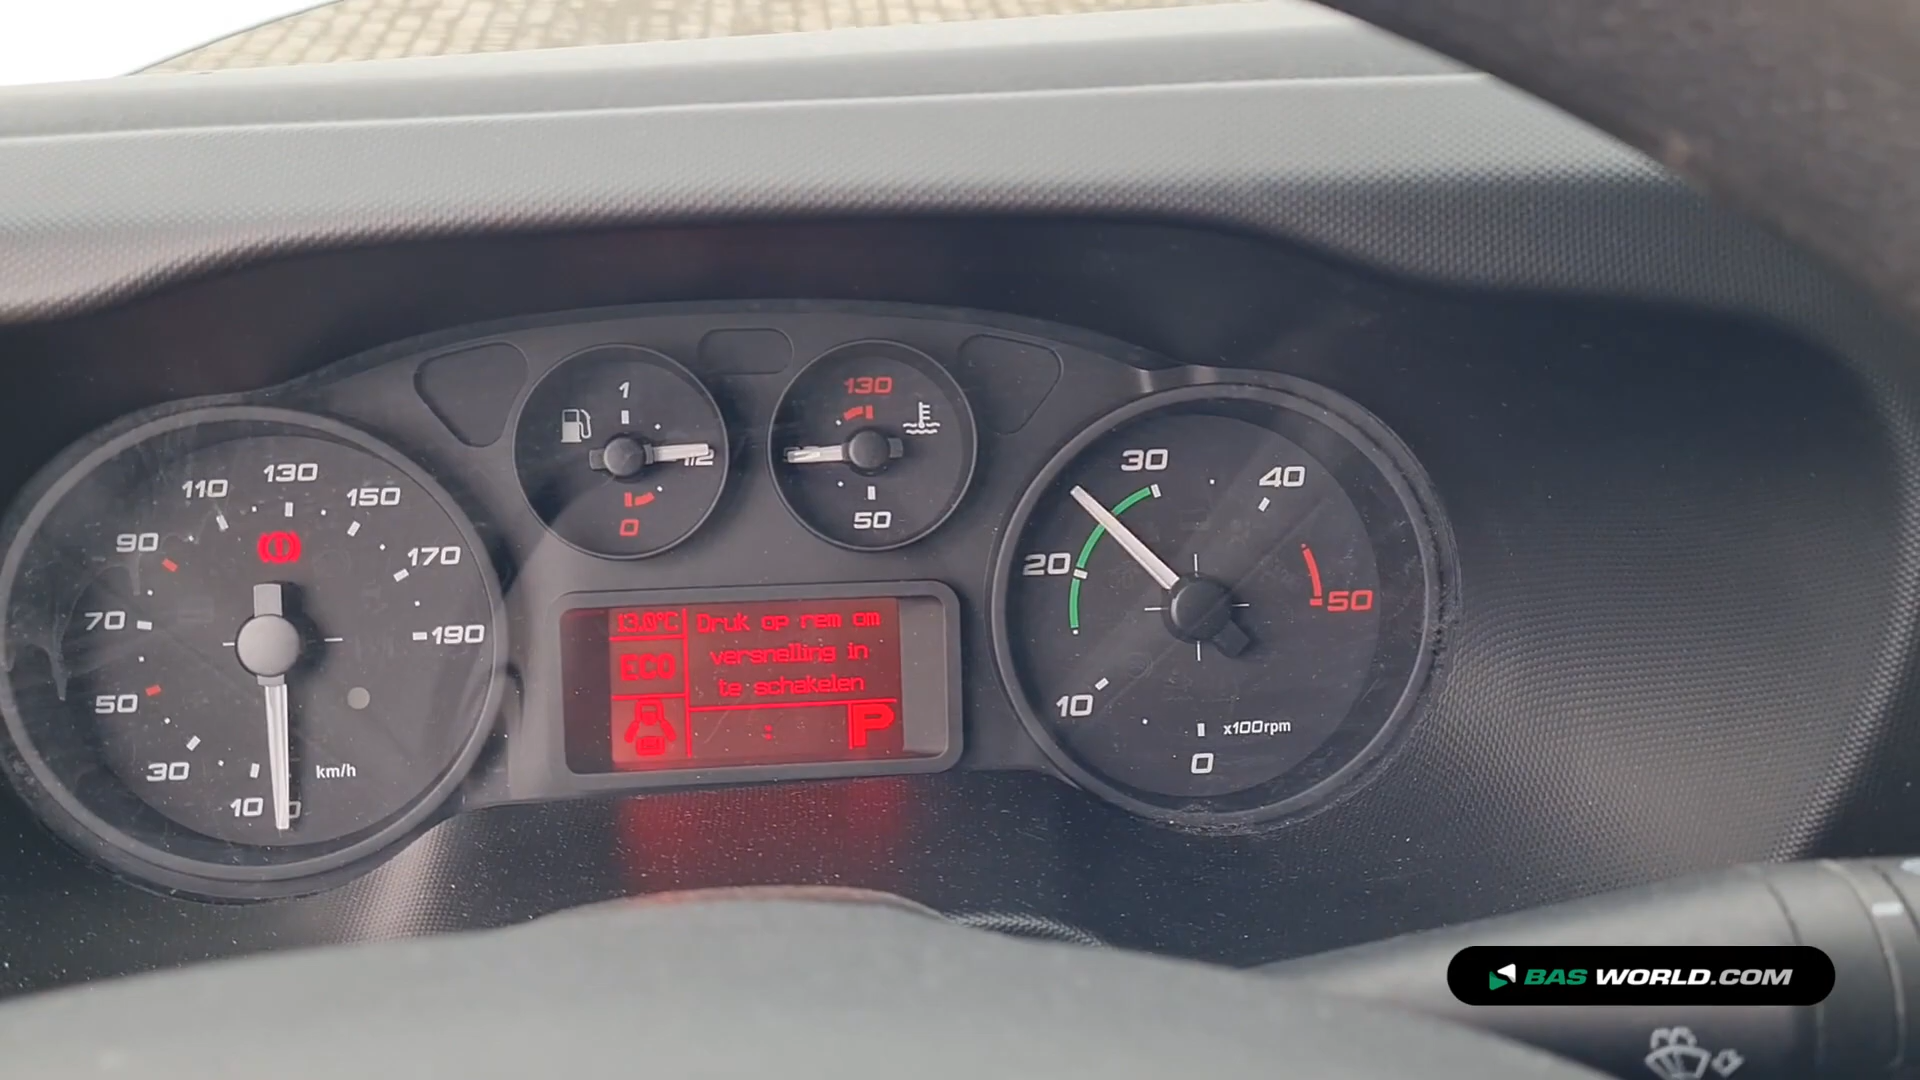 1
1/2
0
130
50
10
30
50
70
90
110
130
150
170
190
km/h
13.0°C
ECO
Druk op rem om
versnelling in
te schakelen
:
P
0
10
20
30
40
50
x100rpm
BAS WORLD.COM